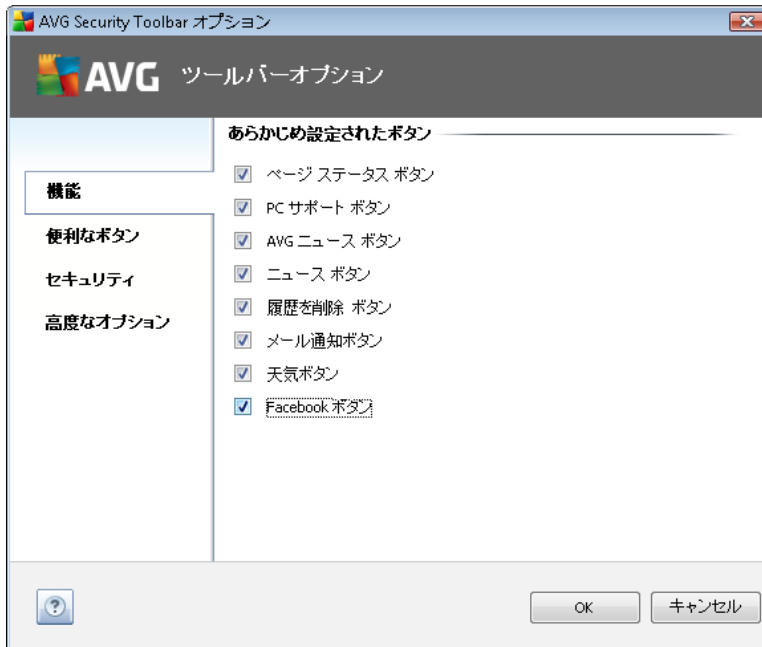 AVG Security Toolbar オプション
AVG ツールバーオプション
機能
便利なボタン
セキュリティ
高度なオプション
あらかじめ設定されたボタン
ページ ステータス ボタン
PC サポート ボタン
AVG ニュース ボタン
ニュース ボタン
履歴を削除 ボタン
メール通知ボタン
天気ボタン
Facebook ボタン
?
OK
キャンセル